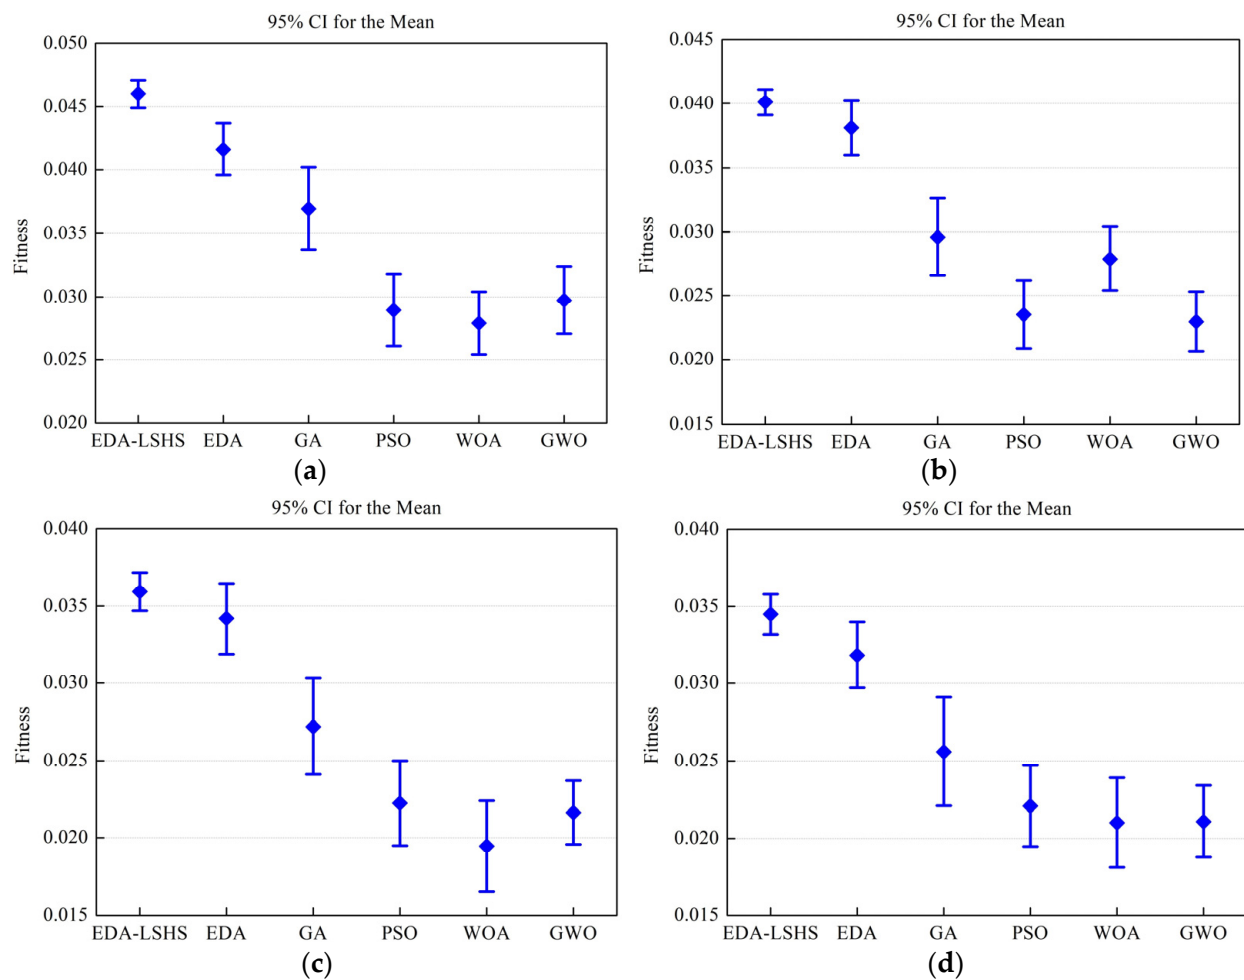 95% CI for the Mean
0.050
0.045
0.040
0.035
0.030
0.025
0.020
Fitness
EDA-LSHS EDA GA PSO WOA GWO
(a)
95% CI for the Mean
0.045
0.040
0.035
0.030
0.025
0.020
0.015
Fitness
EDA-LSHS EDA GA PSO WOA GWO
(b)
95% CI for the Mean
0.040
0.035
0.030
0.025
0.020
0.015
Fitness
EDA-LSHS EDA GA PSO WOA GWO
(c)
95% CI for the Mean
0.040
0.035
0.030
0.025
0.020
0.015
Fitness
EDA-LSHS EDA GA PSO WOA GWO
(d)